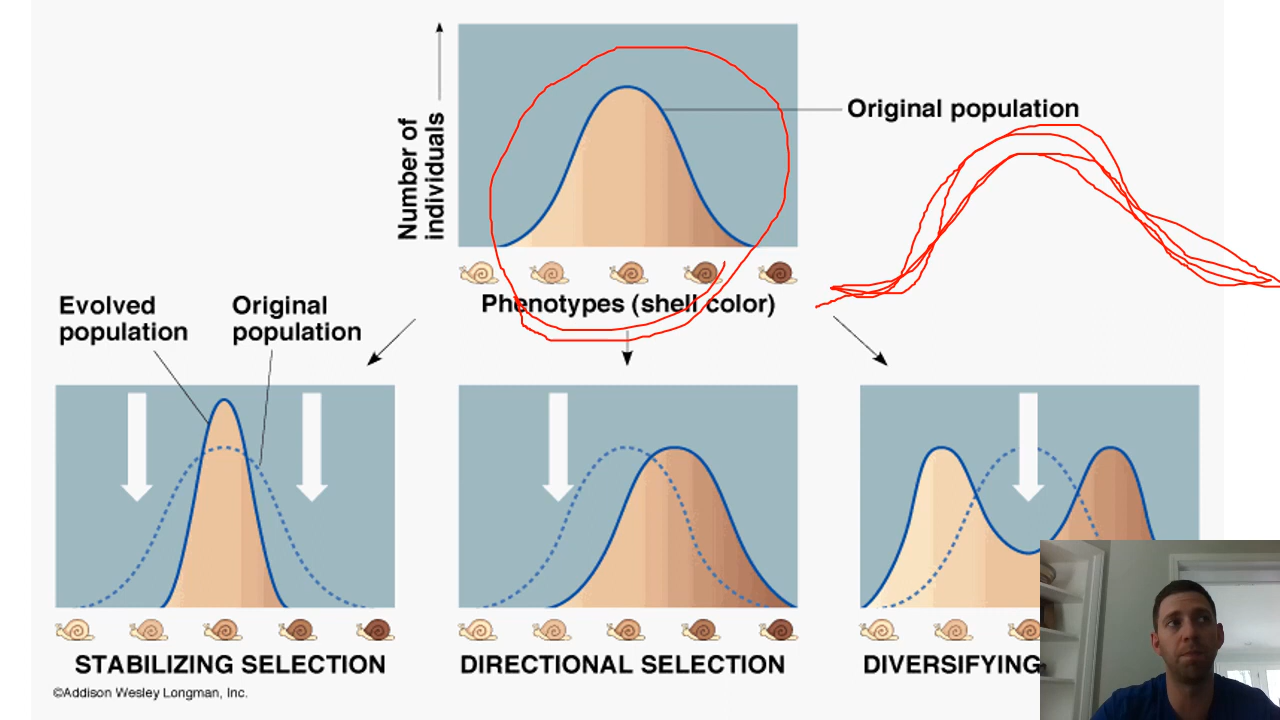 Number of
individuals
Original population
Phenotypes (shell color)
Evolved
population
Original
population
STABILIZING SELECTION
DIRECTIONAL SELECTION
DIVERSIFYING
©Addison Wesley Longman, Inc.